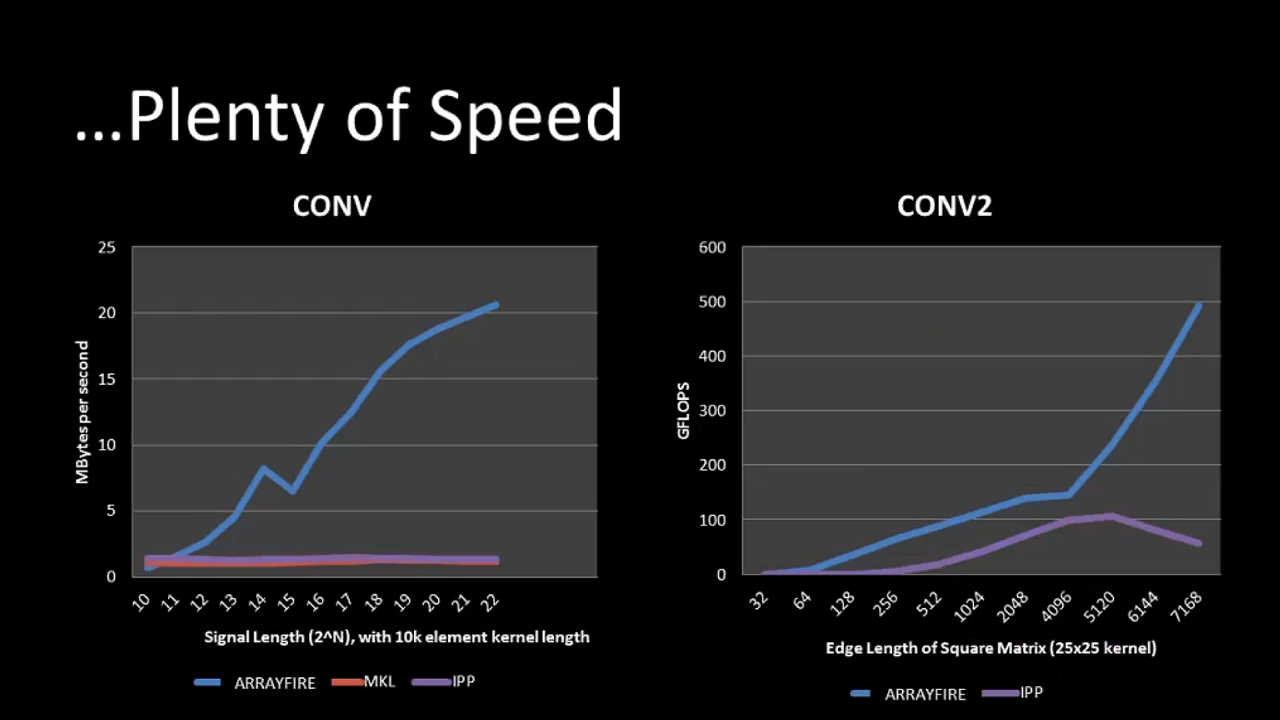 ...Plenty of Speed
CONV
25
20
15
10
5
0
MBytes per second
10 11 12 13 14 15 16 17 18 19 20 21 22
Signal Length (2^N), with 10k element kernel length
ARRAYFIRE MKL IPP
CONV2
600
500
400
300
200
100
0
GFLOPS
32 64 128 256 512 1024 2048 4096 5120 6144 7168
Edge Length of Square Matrix (25x25 kernel)
ARRAYFIRE IPP